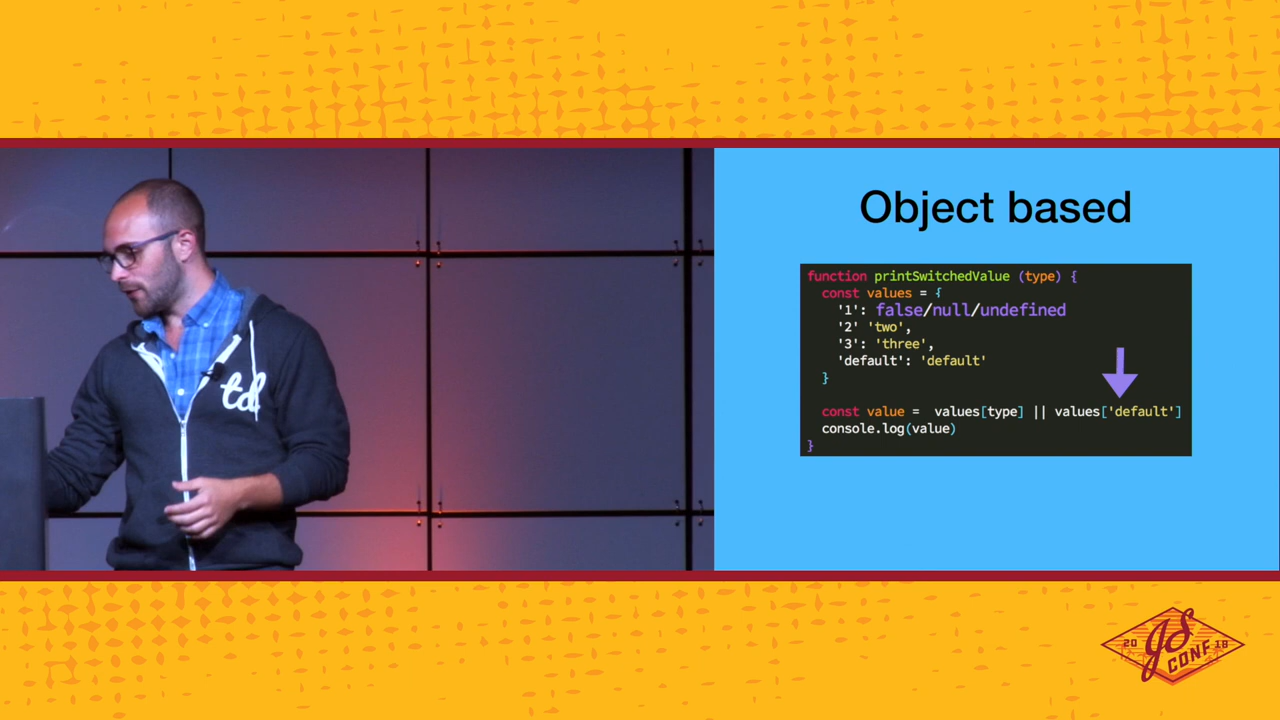 Object based
function printSwitchedValue (type) {
const values = {
'1': false/null/undefined
'2' 'two',
'3': 'three',
'default': 'default'
}
const value = values[type] || values['default']
console.log(value)
}
td
20 JS CONF 18